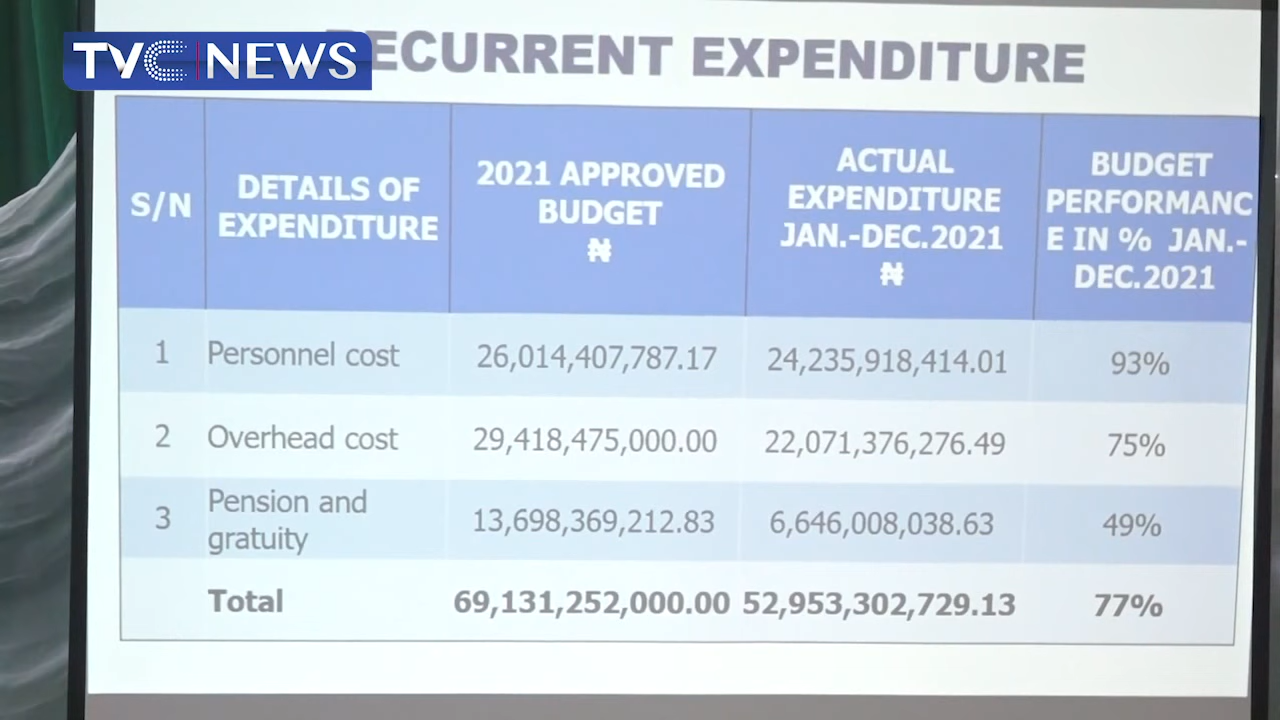 TVC NEWS
RECURRENT EXPENDITURE
S/N
DETAILS OF
EXPENDITURE
2021 APPROVED
BUDGET
₦
ACTUAL
EXPENDITURE
JAN.-DEC.2021
₦
BUDGET
PERFORMANC
E IN % JAN.-
DEC.2021
1 Personnel cost 26,014,407,787.17 24,235,918,414.01 93%
2 Overhead cost 29,418,475,000.00 22,071,376,276.49 75%
3 Pension and
gratuity 13,698,369,212.83 6,646,008,038.63 49%
Total 69,131,252,000.00 52,953,302,729.13 77%